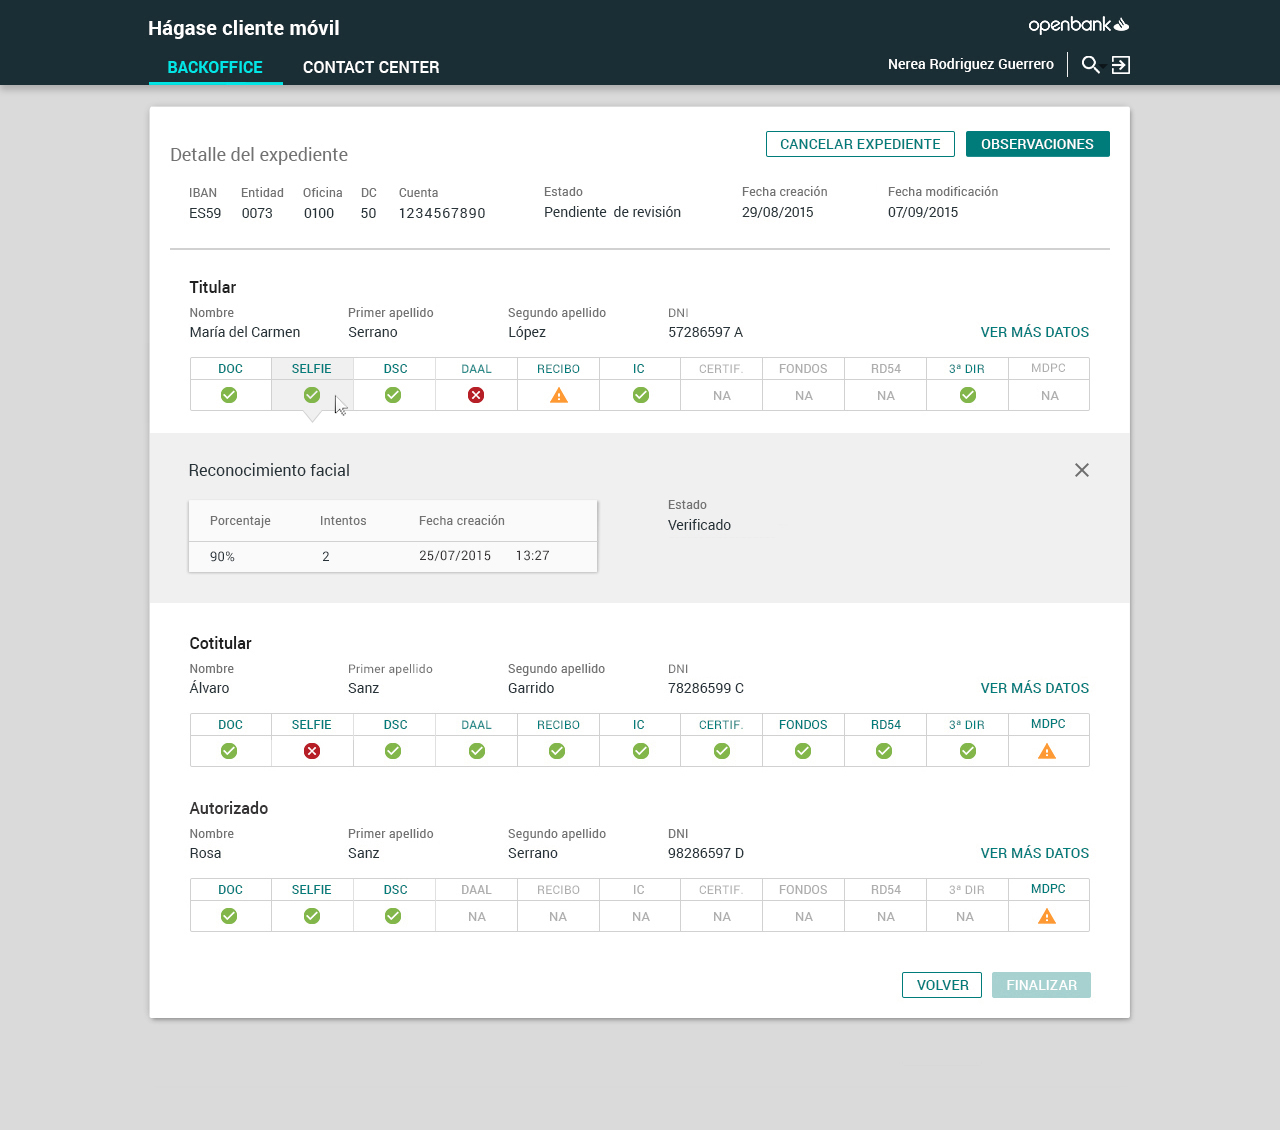 Hágase cliente móvil
openbank
BACKOFFICE CONTACT CENTER
Nerea Rodriguez Guerrero
Detalle del expediente
CANCELAR EXPEDIENTE OBSERVACIONES
IBAN Entidad Oficina DC Cuenta Estado Fecha creación Fecha modificación
ES59 0073 0100 50 1234567890 Pendiente de revisión 29/08/2015 07/09/2015
Titular
Nombre Primer apellido Segundo apellido DNI
María del Carmen Serrano López 57286597 A VER MÁS DATOS
DOC SELFIE DSC DAAL RECIBO IC CERTIF. FONDOS RD54 3ª DIR MDPC
NA NA NA NA
Reconocimiento facial
Porcentaje Intentos Fecha creación
90% 2 25/07/2015 13:27
Estado
Verificado
Cotitular
Nombre Primer apellido Segundo apellido DNI
Álvaro Sanz Garrido 78286599 C VER MÁS DATOS
DOC SELFIE DSC DAAL RECIBO IC CERTIF. FONDOS RD54 3ª DIR MDPC
Autorizado
Nombre Primer apellido Segundo apellido DNI
Rosa Sanz Serrano 98286597 D VER MÁS DATOS
DOC SELFIE DSC DAAL RECIBO IC CERTIF. FONDOS RD54 3ª DIR MDPC
NA NA NA NA NA NA NA
VOLVER FINALIZAR